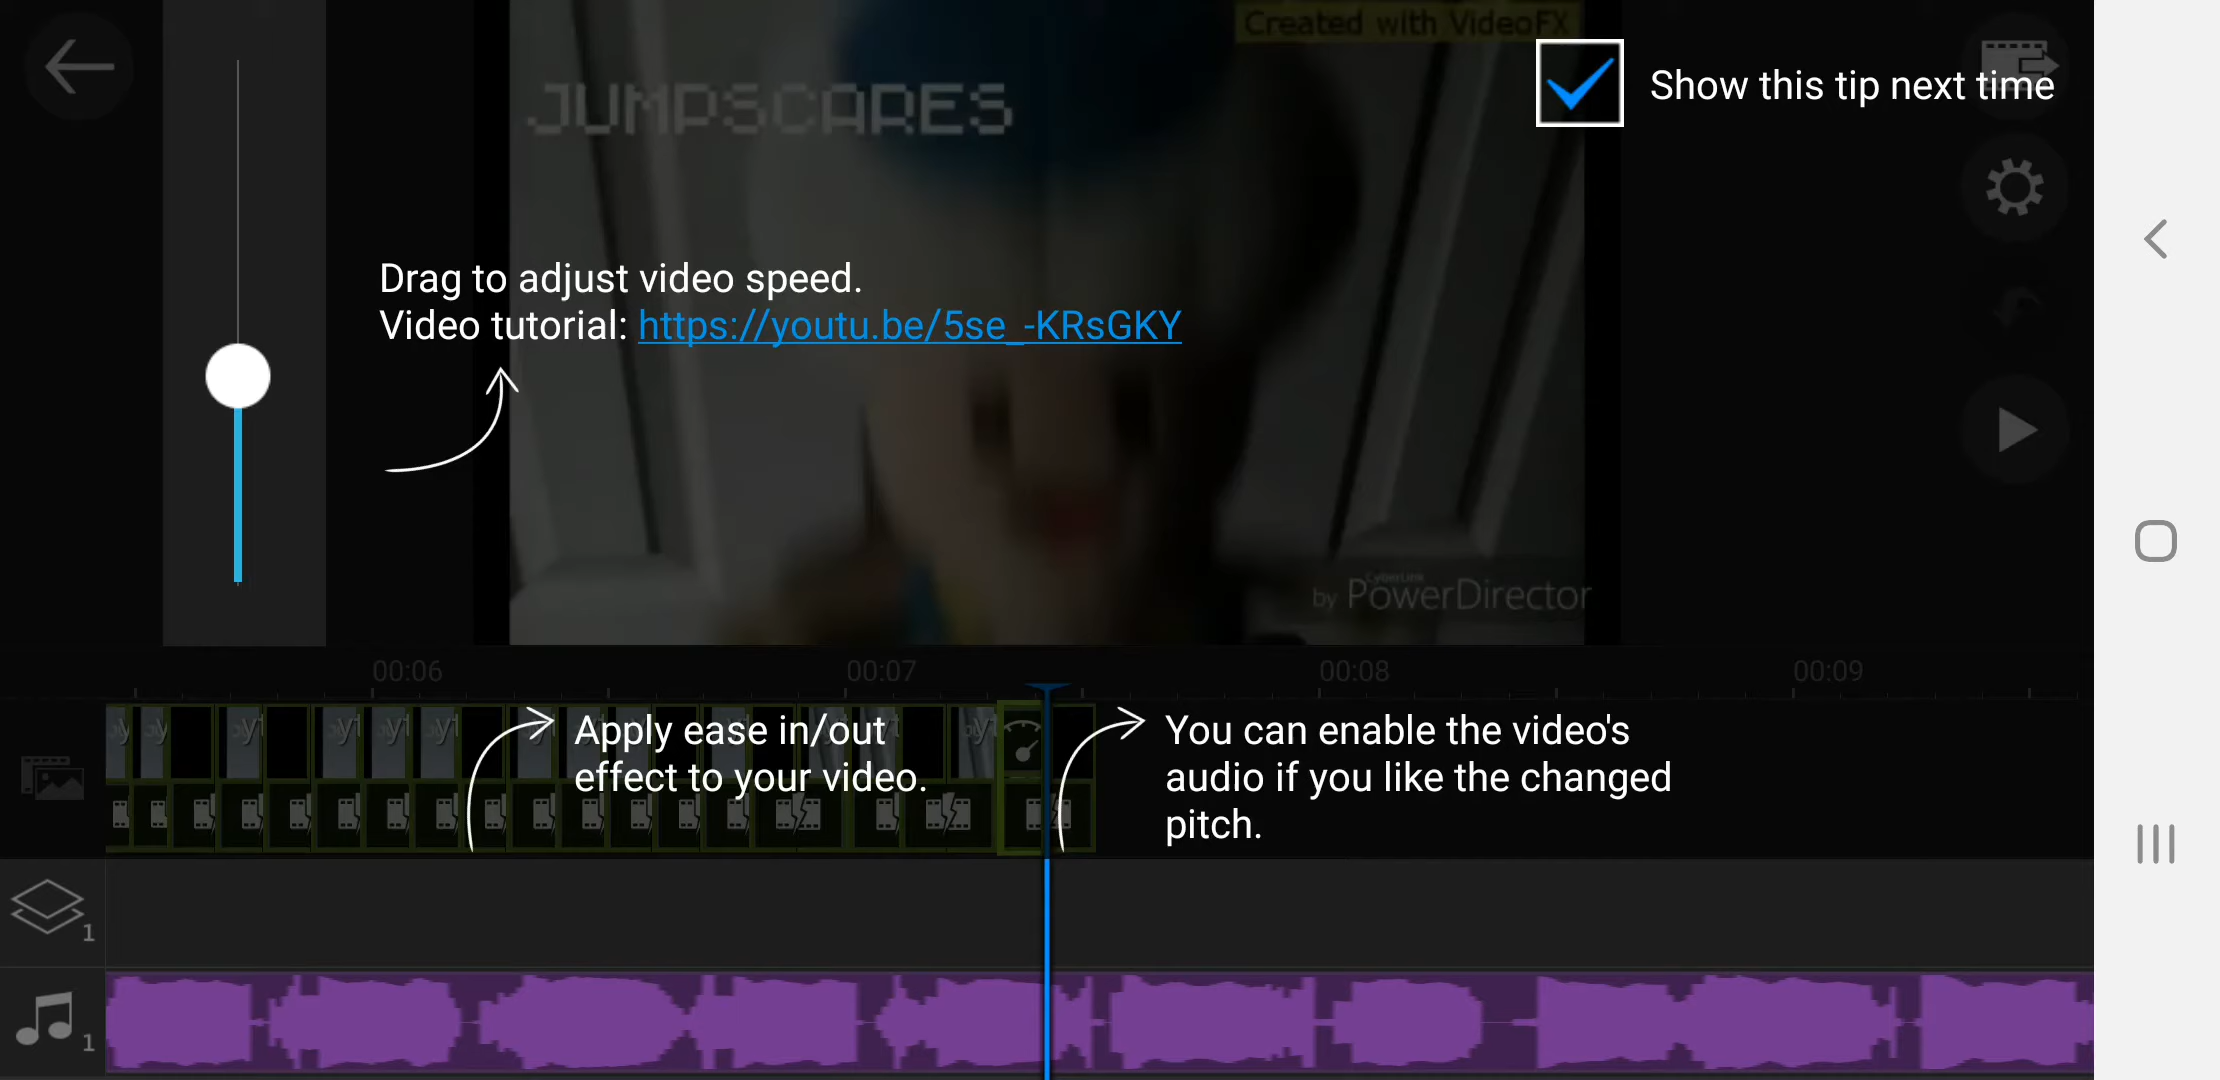 Created with VideoFX
JUMPSCARES
Show this tip next time
Drag to adjust video speed.
Video tutorial: https://youtu.be/5se_-KRsGKY
CyberLink
by PowerDirector
00:06
00:07
00:08
00:09
Apply ease in/out
effect to your video.
You can enable the video's
audio if you like the changed
pitch.
1
1